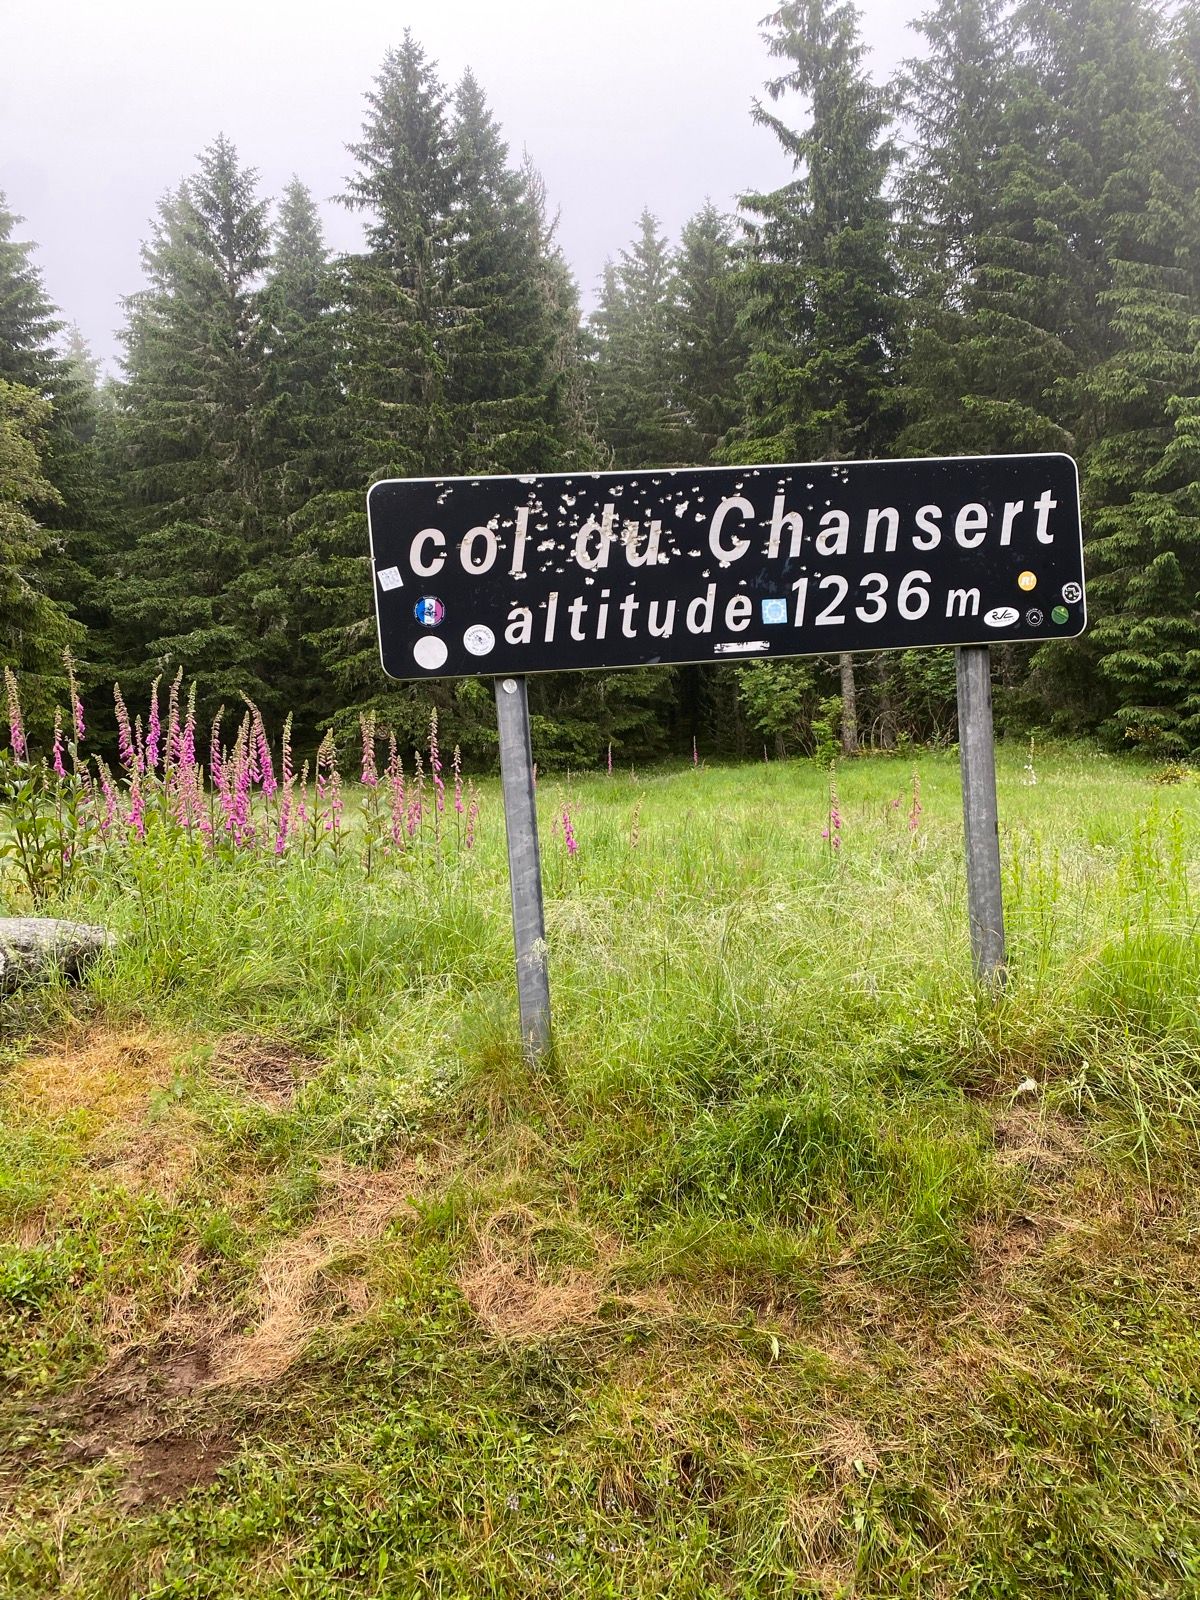 col du Chansert
altitude 1236 m